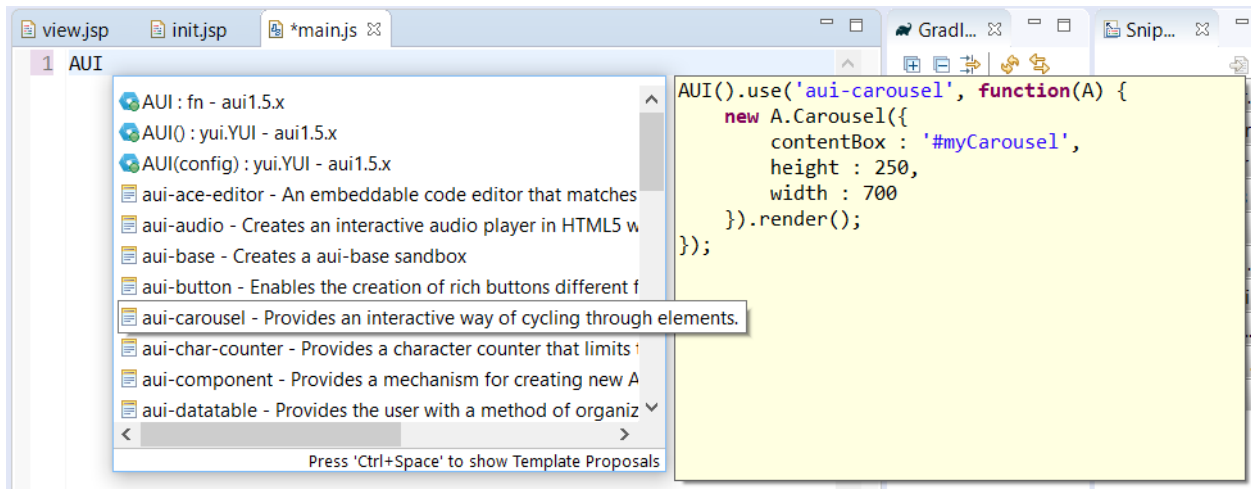 view.jsp
init.jsp
*main.js
Gradl...
Snip...
1 AUI
AUI : fn - aui1.5.x
AUI() : yui.YUI - aui1.5.x
AUI(config) : yui.YUI - aui1.5.x
aui-ace-editor - An embeddable code editor that matches
aui-audio - Creates an interactive audio player in HTML5 w
aui-base - Creates a aui-base sandbox
aui-button - Enables the creation of rich buttons different f
aui-carousel - Provides an interactive way of cycling through elements.
aui-char-counter - Provides a character counter that limits t
aui-component - Provides a mechanism for creating new A
aui-datatable - Provides the user with a method of organiz
Press 'Ctrl+Space' to show Template Proposals
AUI().use('aui-carousel', function(A) {
new A.Carousel({
contentBox : '#myCarousel',
height : 250,
width : 700
}).render();
});